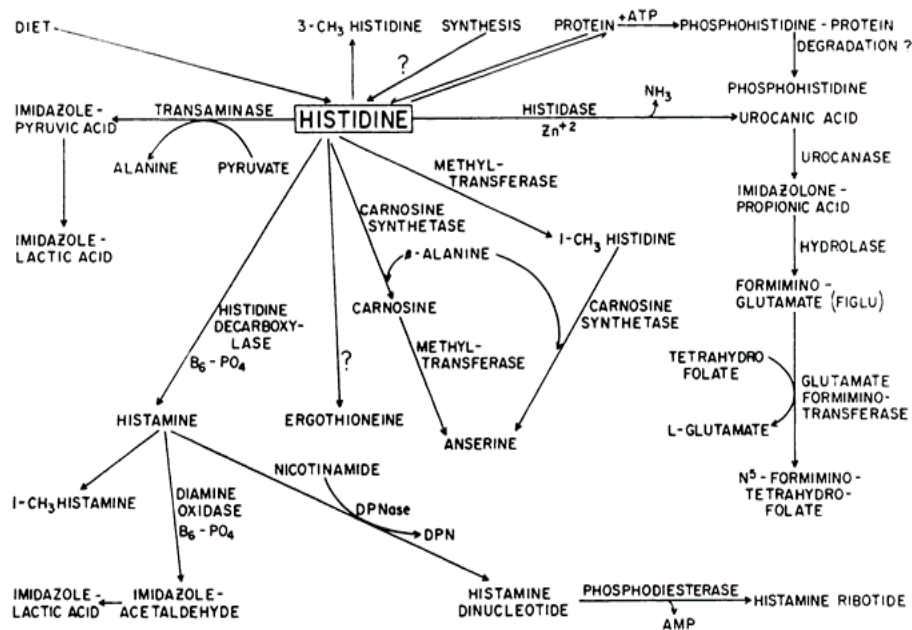 DIET
3-CH3 HISTIDINE
SYNTHESIS
PROTEIN
+ATP
PHOSPHOHISTIDINE - PROTEIN
DEGRADATION ?
?
PHOSPHOHISTIDINE
IMIDAZOLE-
PYRUVIC ACID
TRANSAMINASE
HISTIDINE
HISTIDASE
Zn+2
NH3
UROCANIC ACID
ALANINE
PYRUVATE
METHYL-
TRANSFERASE
UROCANASE
IMIDAZOLONE-
PROPIONIC ACID
CARNOSINE
SYNTHETASE
IMIDAZOLE-
LACTIC ACID
β-ALANINE
1-CH3 HISTIDINE
HYDROLASE
HISTIDINE
DECARBOXY-
LASE
B6-PO4
CARNOSINE
CARNOSINE
SYNTHETASE
FORMIMINO-
GLUTAMATE (FIGLU)
?
METHYL-
TRANSFERASE
TETRAHYDRO
FOLATE
GLUTAMATE
FORMIMINO-
TRANSFERASE
L-GLUTAMATE
HISTAMINE
ERGOTHIONEINE
ANSERINE
N5-FORMIMINO-
TETRAHYDRO-
FOLATE
1-CH3HISTAMINE
DIAMINE
OXIDASE
B6-PO4
NICOTINAMIDE
DPNase
DPN
IMIDAZOLE-
LACTIC ACID
IMIDAZOLE-
ACETALDEHYDE
HISTAMINE
DINUCLEOTIDE
PHOSPHODIESTERASE
AMP
HISTAMINE RIBOTIDE